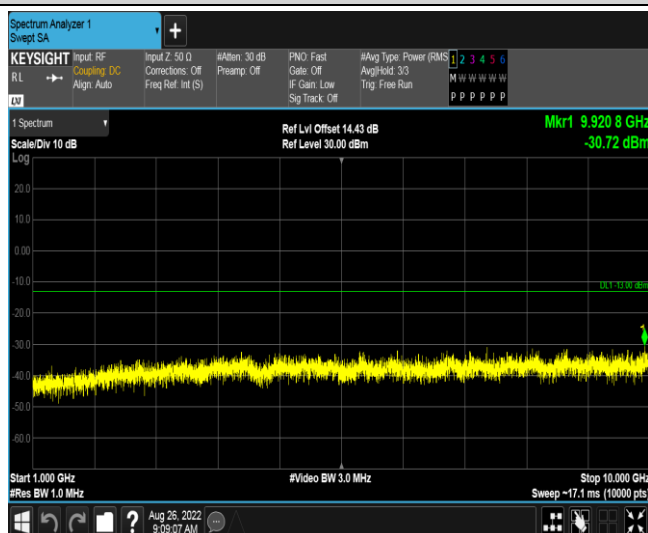 Spectrum Analyzer 1
Swept SA
+
KEYSIGHT
RL
LXI
Input: RF
Coupling: DC
Align: Auto
Input Z: 50 Ω
Corrections: Off
Freq Ref: Int (S)
#Atten: 30 dB
Preamp: Off
PNO: Fast
Gate: Off
IF Gain: Low
Sig Track: Off
#Avg Type: Power (RMS
Avg|Hold: 3/3
Trig: Free Run
1 2 3 4 5 6
M W W W W W
P P P P P P
1 Spectrum
Scale/Div 10 dB
Log
Ref Lvl Offset 14.43 dB
Ref Level 30.00 dBm
Mkr1 9.920 8 GHz
-30.72 dBm
20.0
10.0
0.00
-10.0
DL1 -13.00 dBm
-20.0
1
-30.0
-40.0
-50.0
-60.0
Start 1.000 GHz
#Video BW 3.0 MHz
Stop 10.000 GHz
#Res BW 1.0 MHz
Sweep ~17.1 ms (10000 pts)
?
Aug 26, 2022
9:09:07 AM